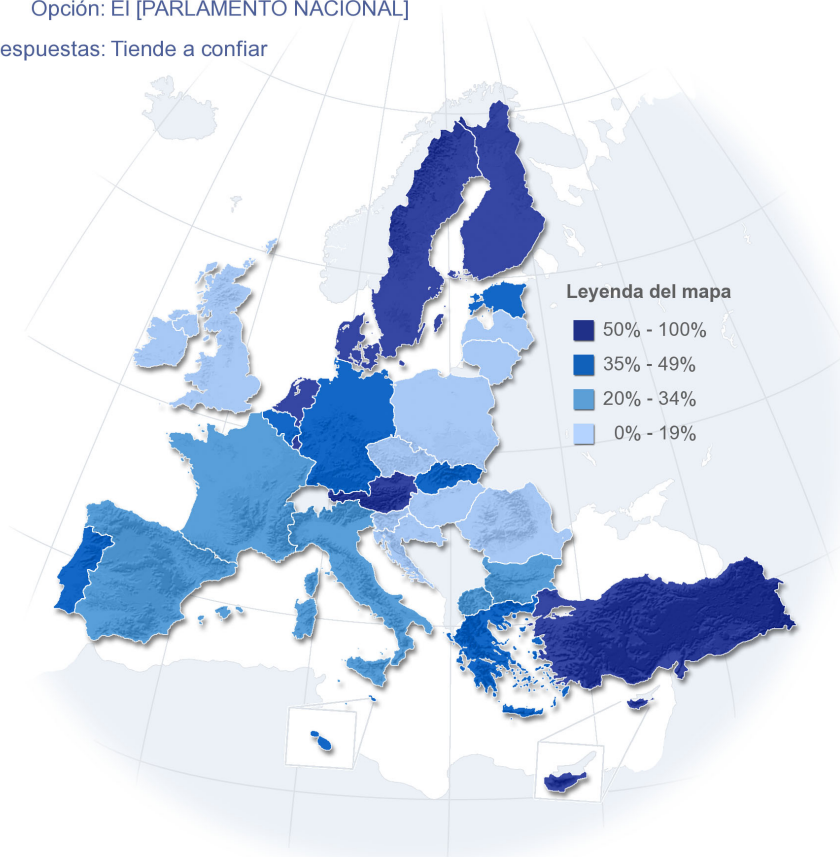 Opción: El [PARLAMENTO NACIONAL]
espuestas: Tiende a confiar
Leyenda del mapa
50% - 100%
35% - 49%
20% - 34%
0% - 19%